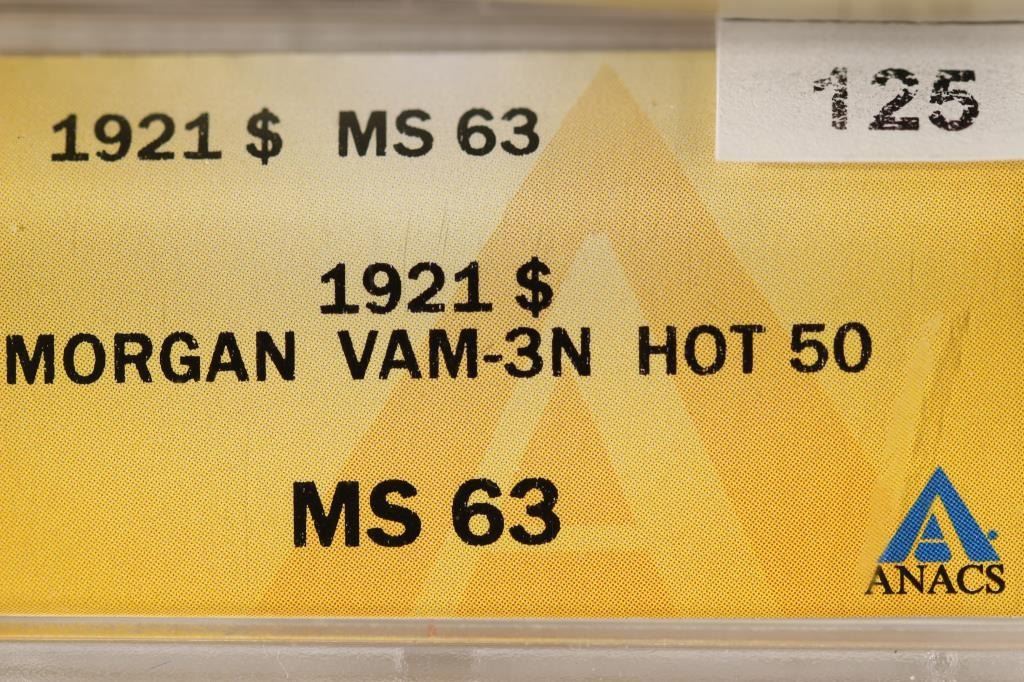 125
1921 $ MS 63
1921 $
MORGAN VAM-3N HOT 50
MS 63
ANACS